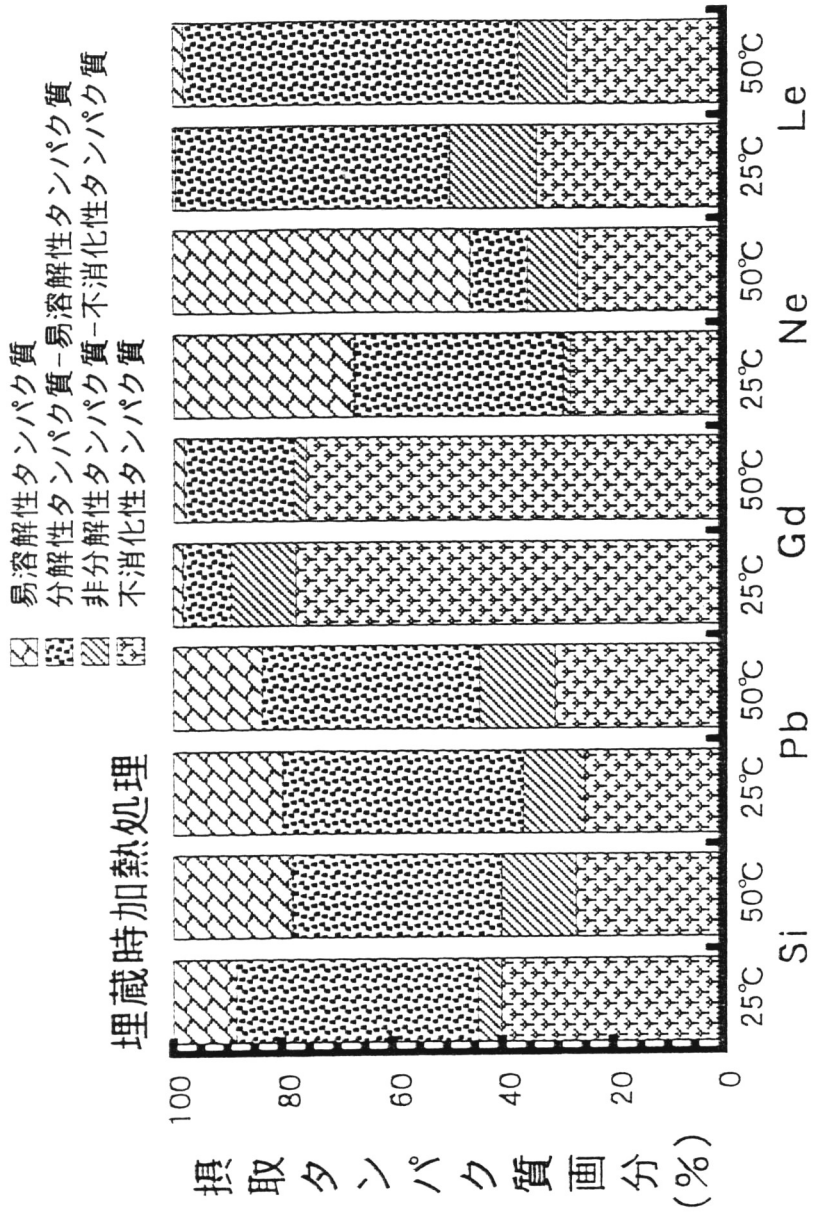 易溶解性タンパク質
分解性タンパク質-易溶解性タンパク質
非分解性タンパク質-不消化性タンパク質
不消化性タンパク質
埋蔵時加熱処理
摂取タンパク質画分
(%)
100
80
60
40
20
0
25℃ 50℃ 25℃ 50℃ 25℃ 50℃ 25℃ 50℃ 25℃ 50℃
Si Pb Gd Ne Le